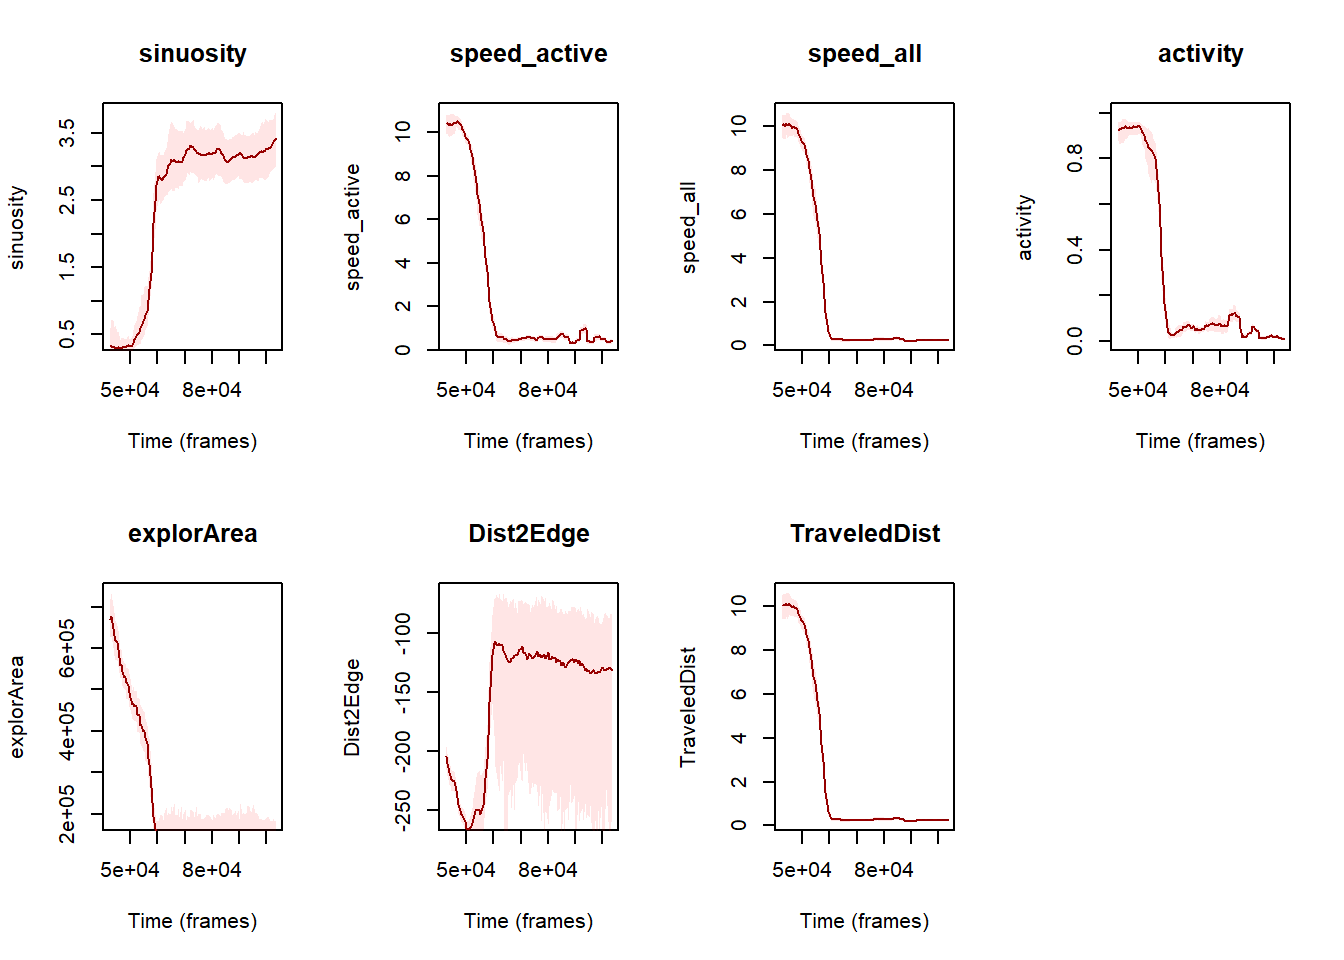 sinuosity
sinuosity
3.5
2.5
1.5
0.5
5e+04 8e+04
Time (frames)
speed_active
speed_active
10
8
6
4
2
0
5e+04 8e+04
Time (frames)
speed_all
speed_all
10
8
6
4
2
0
5e+04 8e+04
Time (frames)
activity
activity
0.8
0.4
0.0
5e+04 8e+04
Time (frames)
explorArea
explorArea
6e+05
4e+05
2e+05
5e+04 8e+04
Time (frames)
Dist2Edge
Dist2Edge
-100
-150
-200
-250
5e+04 8e+04
Time (frames)
TraveledDist
TraveledDist
10
8
6
4
2
0
5e+04 8e+04
Time (frames)